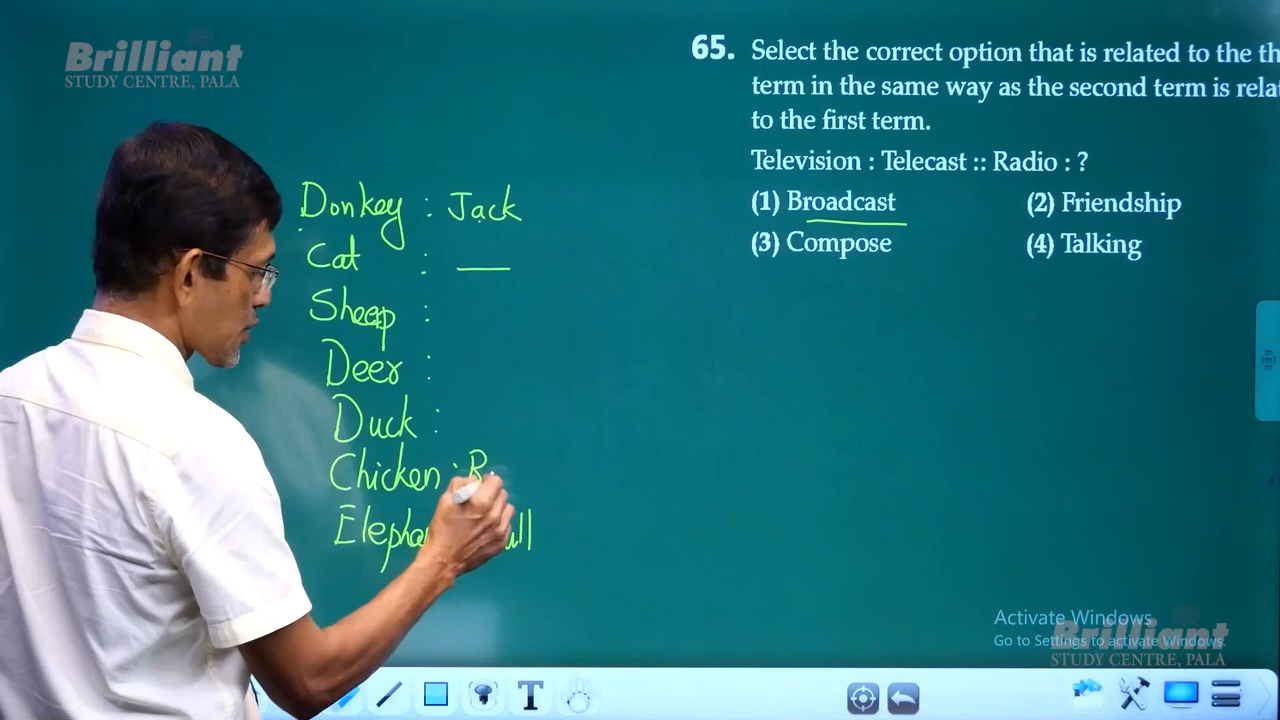 Brilliant
STUDY CENTRE, PALA
65. Select the correct option that is related to the th
term in the same way as the second term is rela
to the first term.
Television : Telecast :: Radio : ?
(1) Broadcast (2) Friendship
(3) Compose (4) Talking
Donkey : Jack
Cat :
Sheep :
Deer :
Duck :
Chicken : R
Elepha ull
Activate Windows
Go to Settings to activate Windows.
Brilliant
STUDY CENTRE, PALA
T